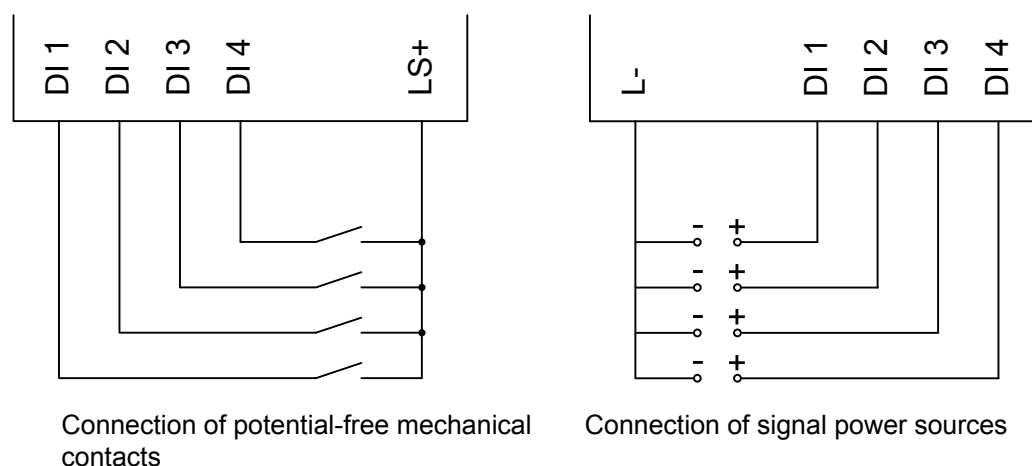 DI 1
DI 2
DI 3
DI 4
LS+
L-
DI 1
DI 2
DI 3
DI 4
- +
- +
- +
- +
Connection of potential-free mechanical
contacts
Connection of signal power sources